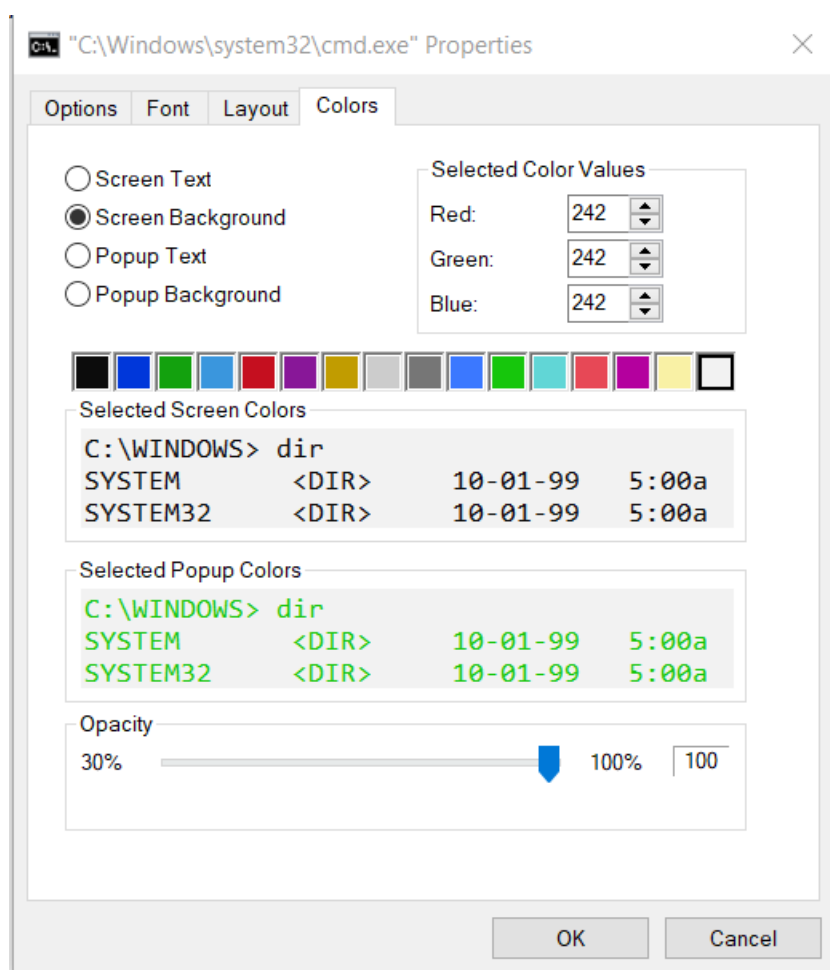 "C:\Windows\system32\cmd.exe" Properties
Options Font Layout Colors
Screen Text
Screen Background
Popup Text
Popup Background
Selected Color Values
Red: 242
Green: 242
Blue: 242
Selected Screen Colors
C:\WINDOWS> dir
SYSTEM <DIR> 10-01-99 5:00a
SYSTEM32 <DIR> 10-01-99 5:00a
Selected Popup Colors
C:\WINDOWS> dir
SYSTEM <DIR> 10-01-99 5:00a
SYSTEM32 <DIR> 10-01-99 5:00a
Opacity
30% 100% 100
OK Cancel